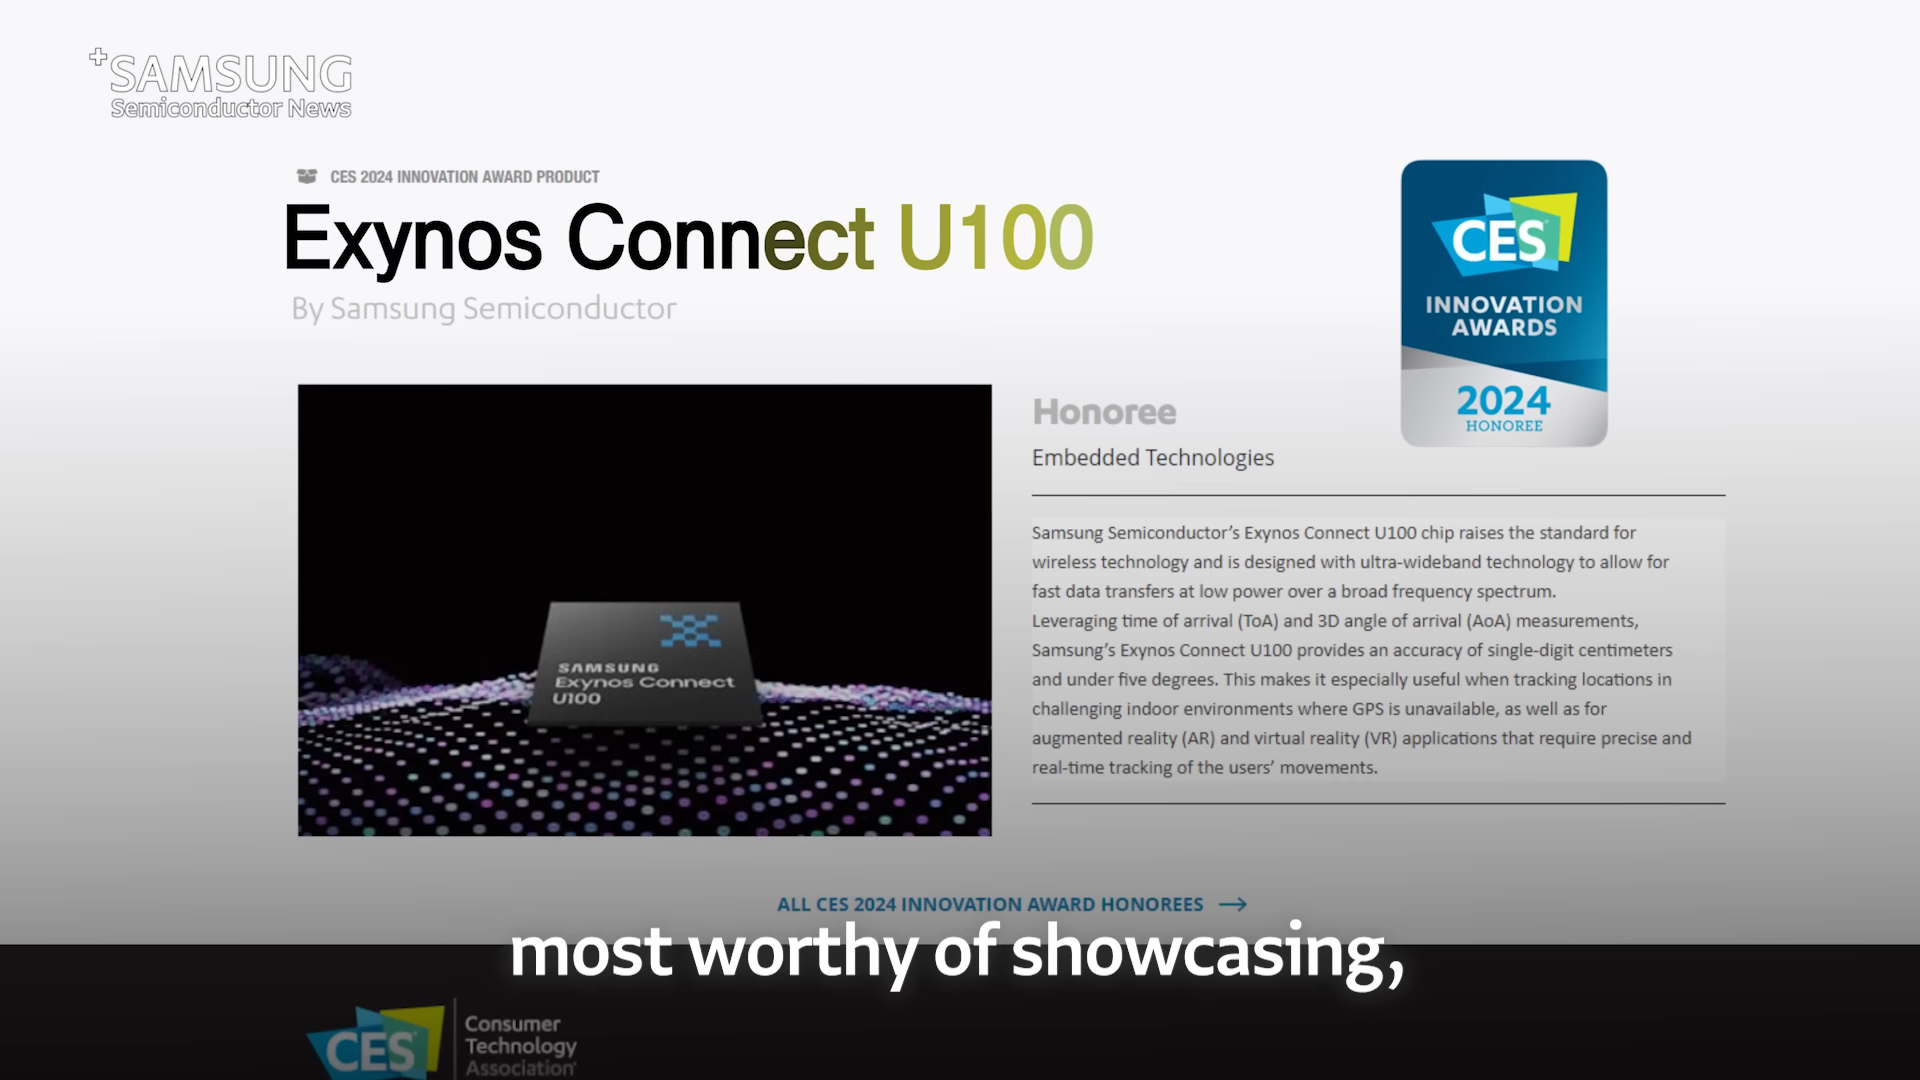 +SAMSUNG
Semiconductor News
CES 2024 INNOVATION AWARD PRODUCT
Exynos Connect U100
By Samsung Semiconductor
CES
INNOVATION
AWARDS
2024
HONOREE
SAMSUNG
Exynos Connect
U100
Honoree
Embedded Technologies
Samsung Semiconductor’s Exynos Connect U100 chip raises the standard for
wireless technology and is designed with ultra-wideband technology to allow for
fast data transfers at low power over a broad frequency spectrum.
Leveraging time of arrival (ToA) and 3D angle of arrival (AoA) measurements,
Samsung’s Exynos Connect U100 provides an accuracy of single-digit centimeters
and under five degrees. This makes it especially useful when tracking locations in
challenging indoor environments where GPS is unavailable, as well as for
augmented reality (AR) and virtual reality (VR) applications that require precise and
real-time tracking of the users’ movements.
ALL CES 2024 INNOVATION AWARD HONOREES →
most worthy of showcasing,
CES
Consumer
Technology
Association